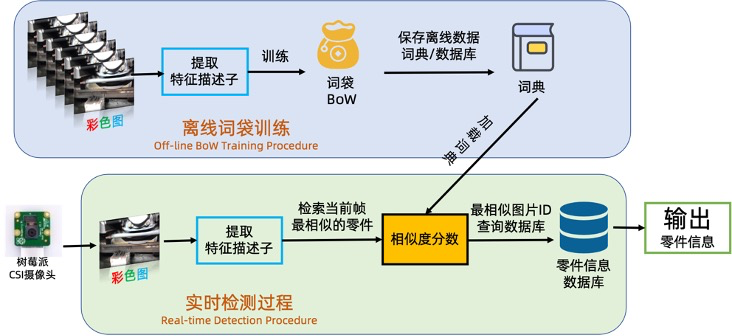 提取
特征描述子
训练
词袋
BoW
保存离线数据
词典/数据库
词典
彩色图
离线词袋训练
Off-line BoW Training Procedure
加载词典
树莓派
CSI摄像头
彩色图
提取
特征描述子
检索当前帧
最相似的零件
相似度分数
最相似图片ID
查询数据库
零件信息
数据库
输出
零件信息
实时检测过程
Real-time Detection Procedure